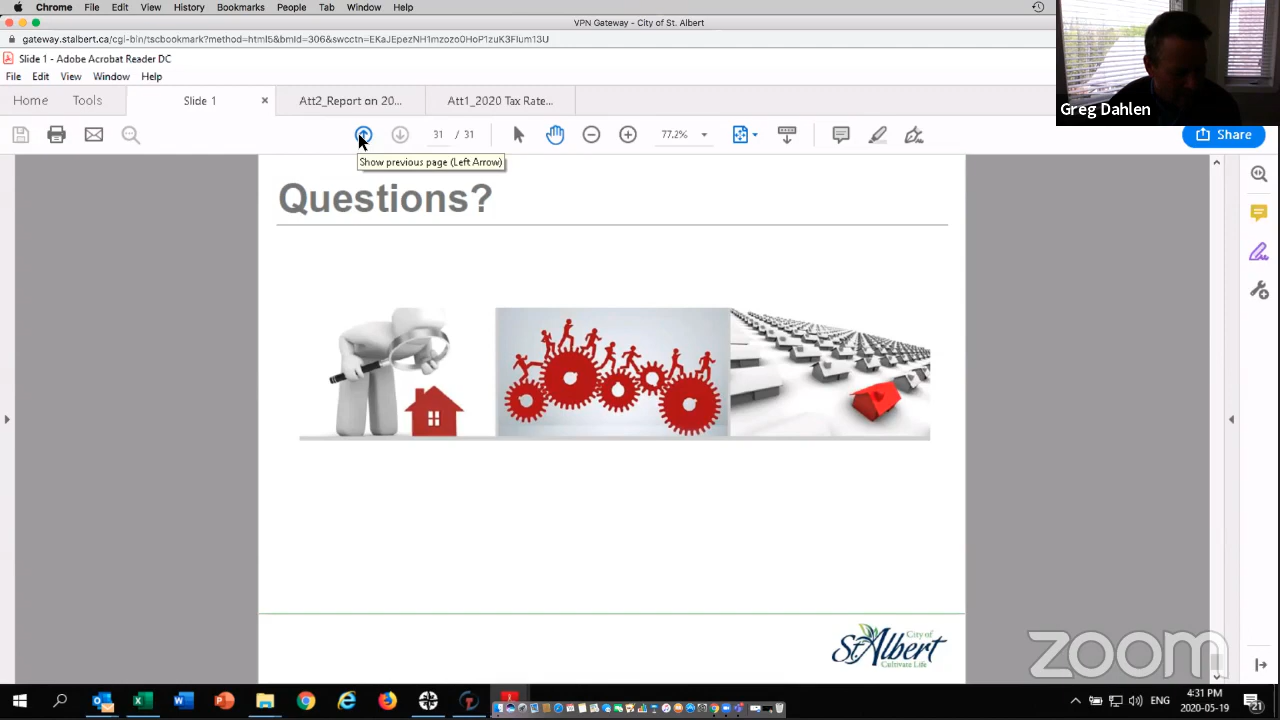 Chrome File Edit View History Bookmarks People Tab Window Help
VPN Gateway - City of St. Albert
Slide 1 - Adobe Acrobat Reader DC
File Edit View Window Help
Home Tools Slide 1 × Att1_2020 Tax Rate...
31 / 31 77.2% Share
Show previous page (Left Arrow)
Greg Dahlen
Questions?
City of
St. Albert
Cultivate Life
zoom
ENG
4:31 PM
2020-05-19
21